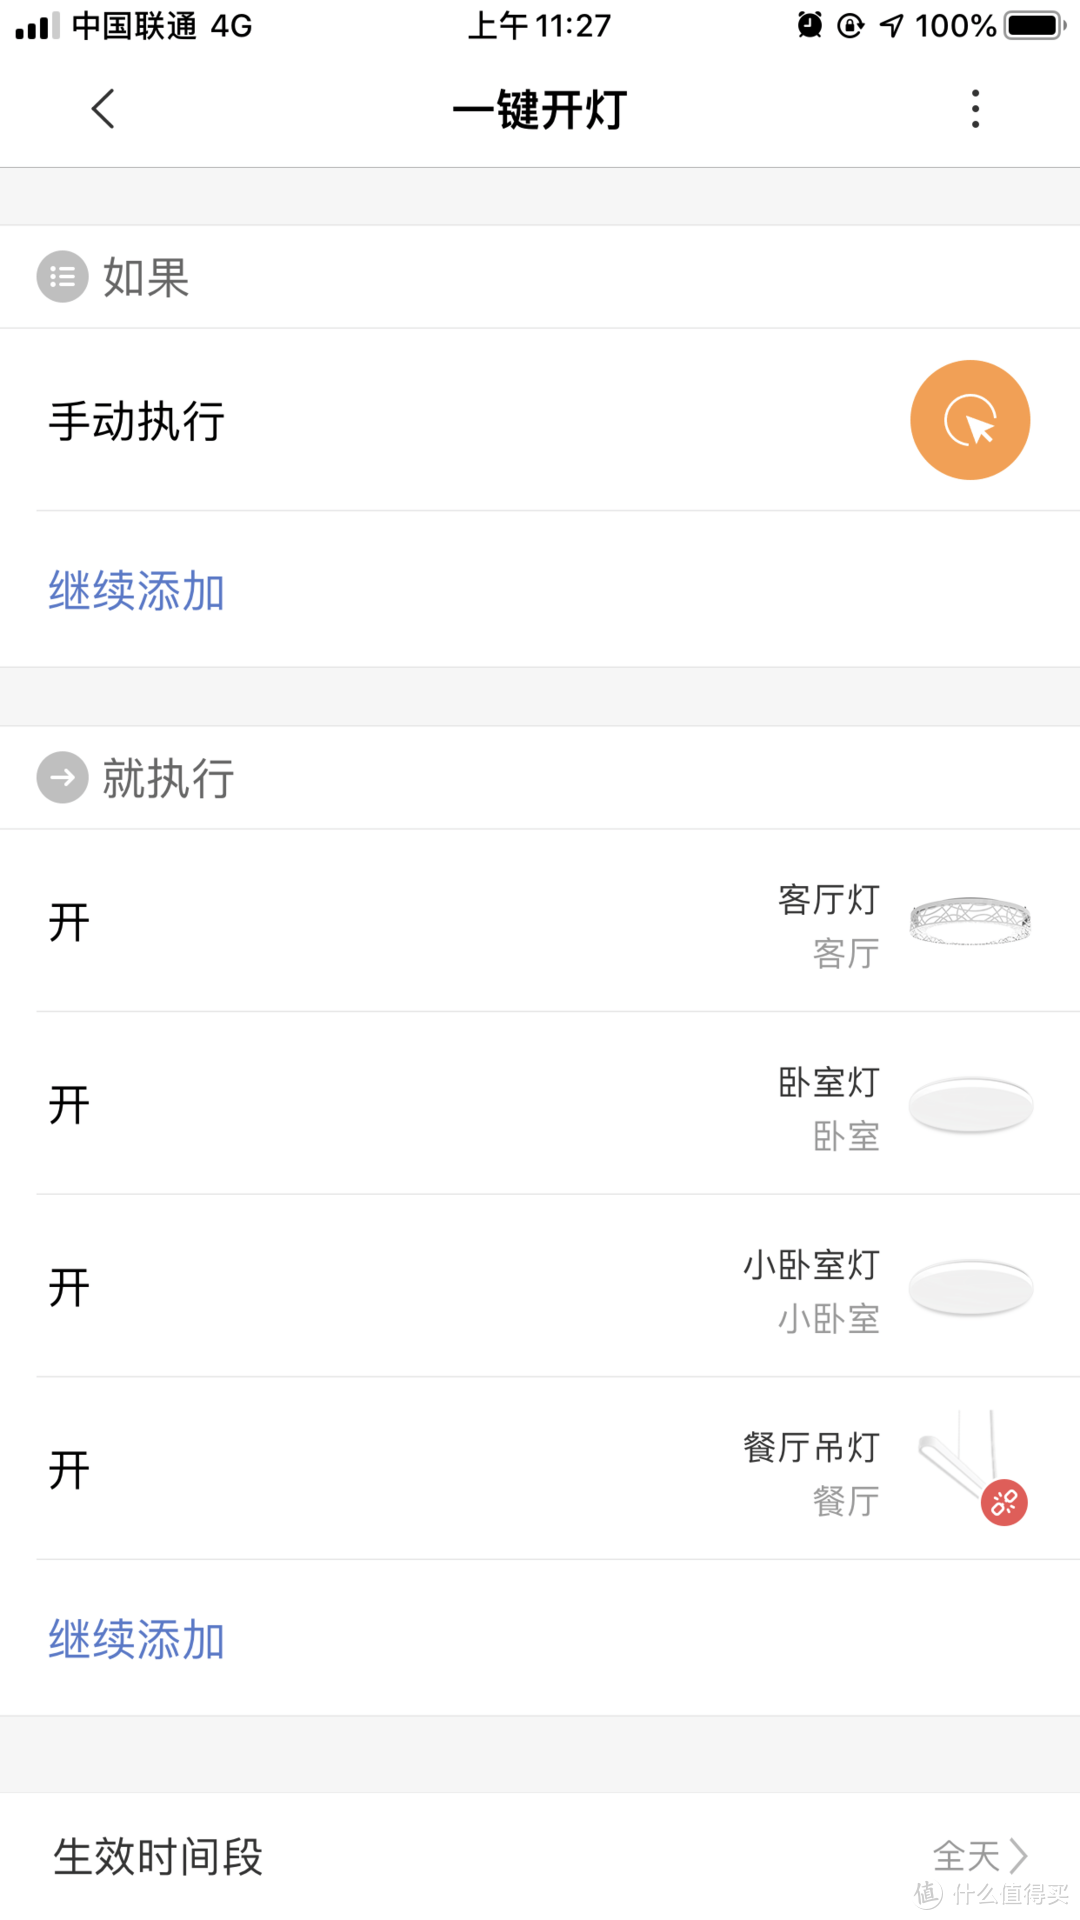 中国联通 4G 上午11:27 100%
一键开灯
如果
手动执行
继续添加
就执行
开 客厅灯
客厅
开 卧室灯
卧室
开 小卧室灯
小卧室
开 餐厅吊灯
餐厅
继续添加
生效时间段 全天
值 什么值得买